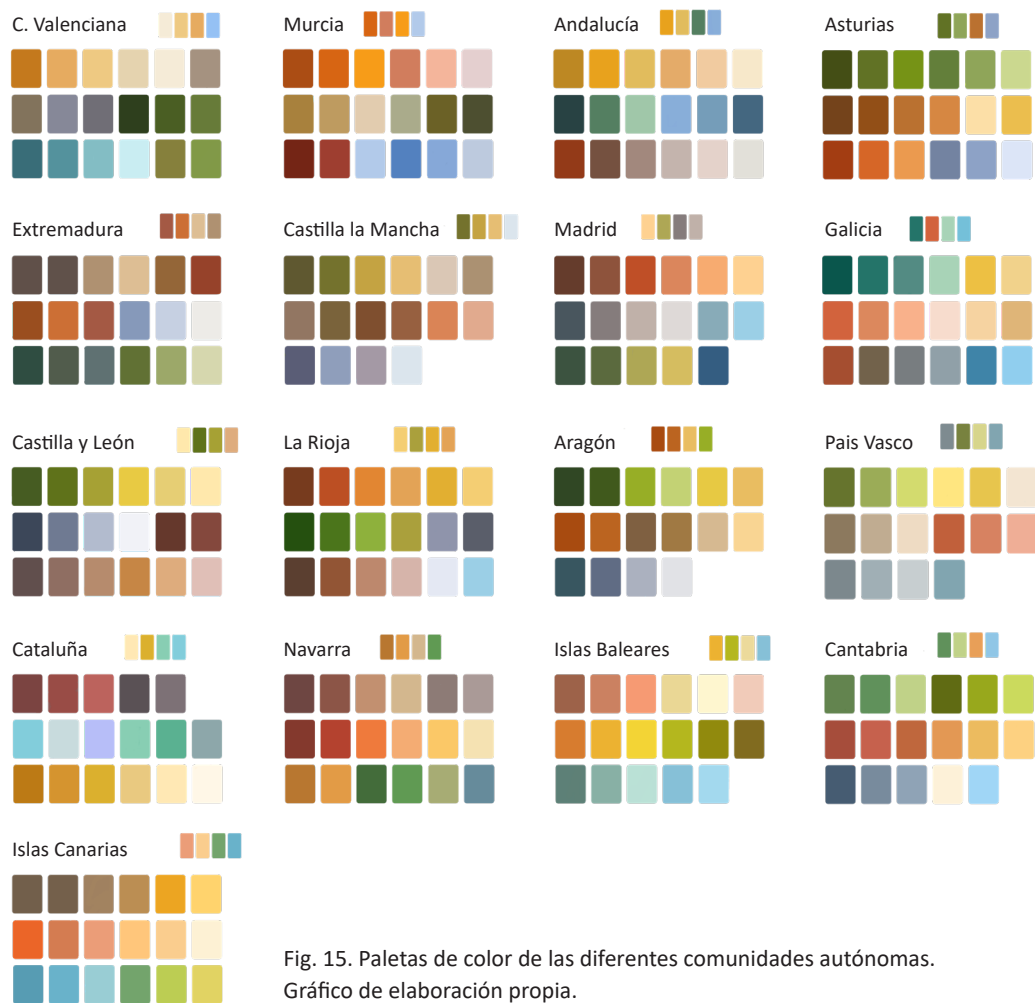 C. Valenciana
Murcia
Andalucía
Asturias
Extremadura
Castilla la Mancha
Madrid
Galicia
Castilla y León
La Rioja
Aragón
Pais Vasco
Cataluña
Navarra
Islas Baleares
Cantabria
Islas Canarias
Fig. 15. Paletas de color de las diferentes comunidades autónomas.
Gráfico de elaboración propia.